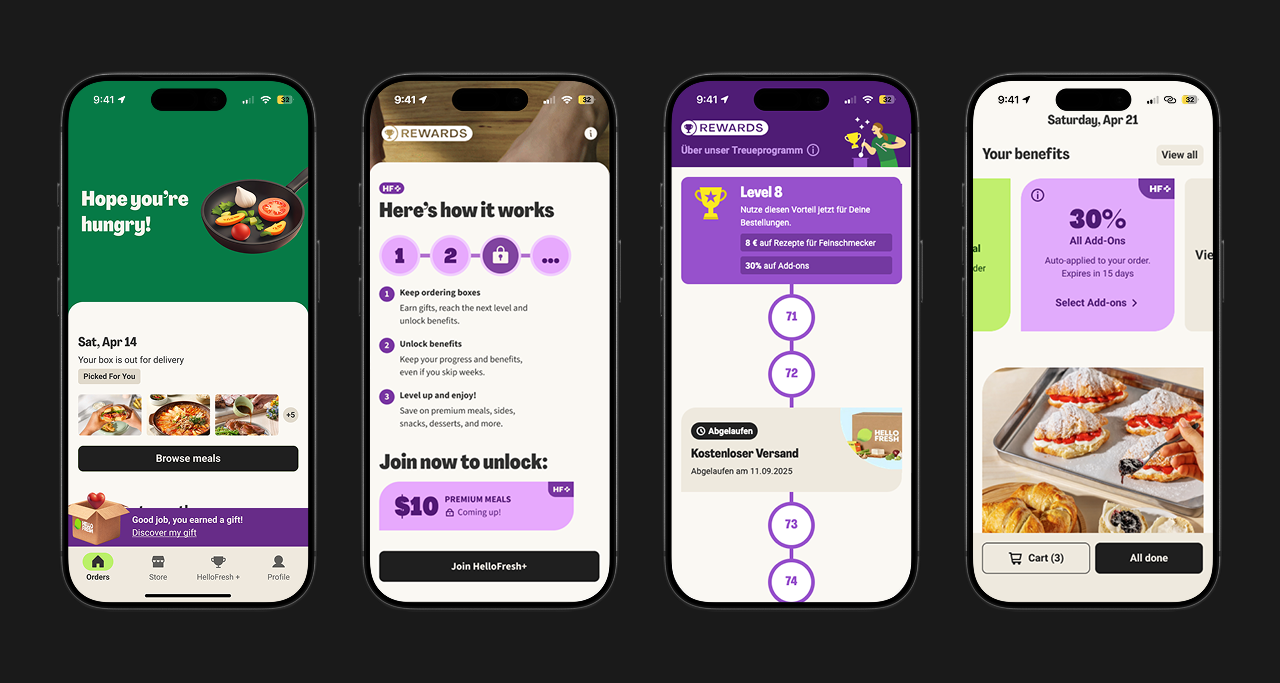 9:41
32
Hope you're
hungry!
Sat, Apr 14
Your box is out for delivery
Picked For You
+5
Browse meals
HELLO
FRESH
Good job, you earned a gift!
Discover my gift
Orders
Store
HelloFresh +
Profile
9:41
32
REWARDS
i
HF
Here's how it works
1
2
...
1
Keep ordering boxes
Earn gifts, reach the next level and
unlock benefits.
2
Unlock benefits
Keep your progress and benefits,
even if you skip weeks.
3
Level up and enjoy!
Save on premium meals, sides,
snacks, desserts, and more.
Join now to unlock:
HF
$10
PREMIUM MEALS
Coming up!
Join HelloFresh+
9:41
32
REWARDS
Über unser Treueprogramm
Level 8
Nutze diesen Vorteil jetzt für Deine
Bestellungen.
8 € auf Rezepte für Feinschmecker
30% auf Add-ons
71
72
Abgelaufen
Kostenloser Versand
Abgelaufen am 11.09.2025
HELLO
FRESH
73
74
9:41
32
Saturday, Apr 21
Your benefits
View all
al
der
HF
30%
All Add-Ons
Auto-applied to your order.
Expires in 15 days
Select Add-ons
Vie
Cart (3)
All done